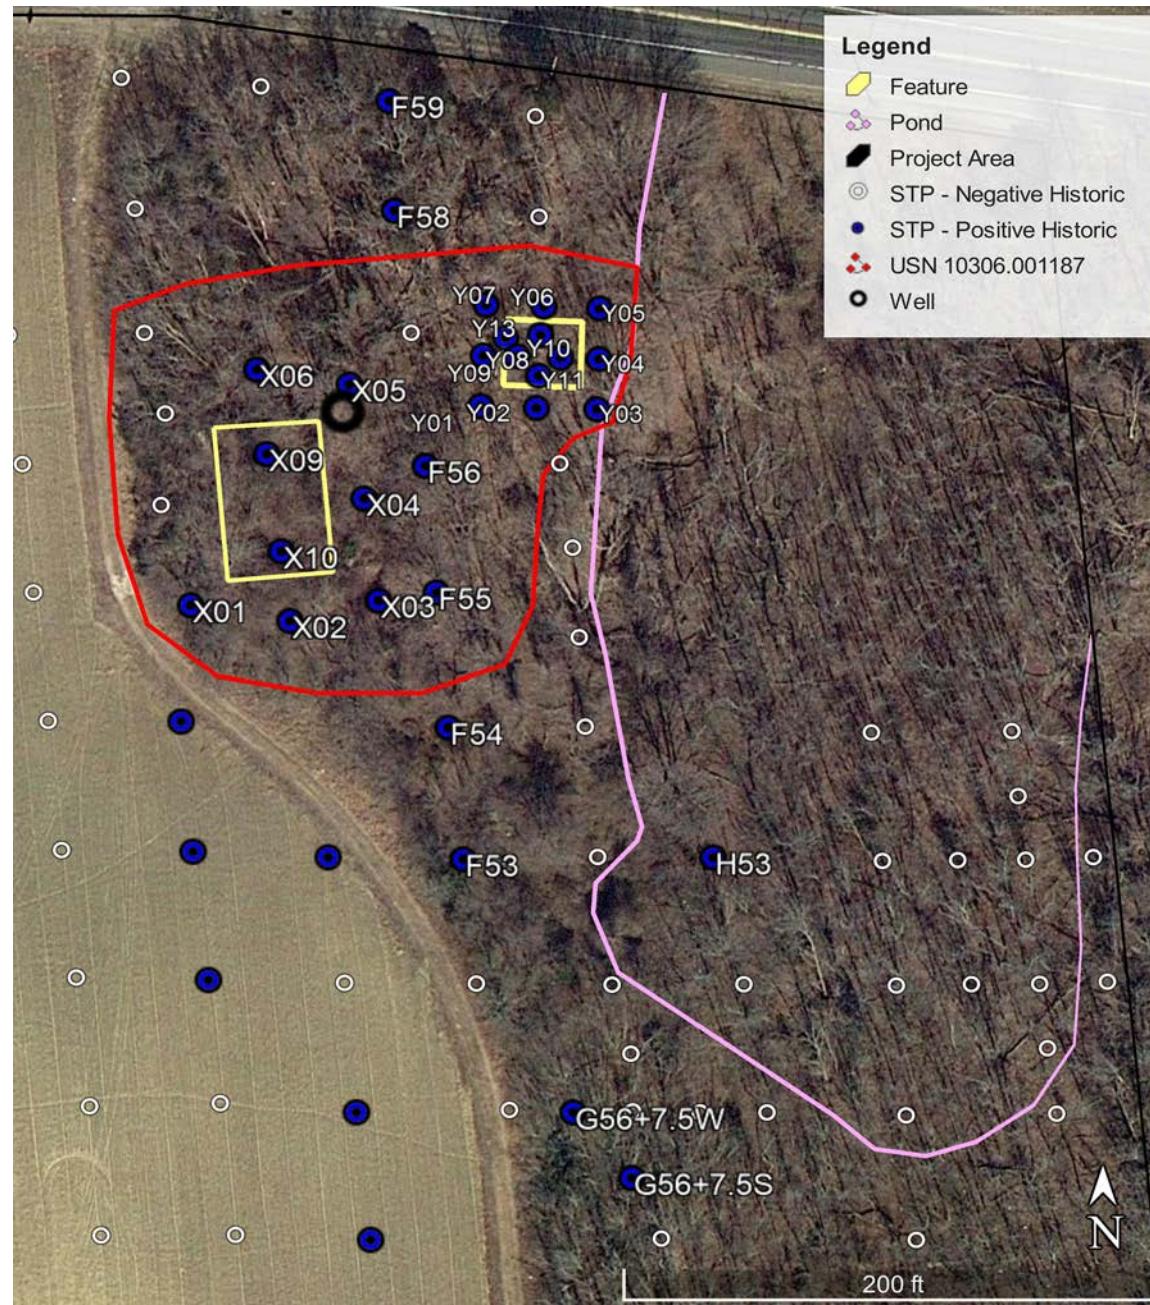 Legend
Feature
Pond
Project Area
STP - Negative Historic
STP - Positive Historic
USN 10306.001187
Well
F59
F58
Y07
Y06
Y05
Y13
Y10
Y08
Y04
Y09
Y11
X06
X05
Y02
Y03
Y01
X09
F56
X04
X10
X01
X02
X03
F55
F54
F53
H53
G56+7.5W
G56+7.5S
N
200 ft